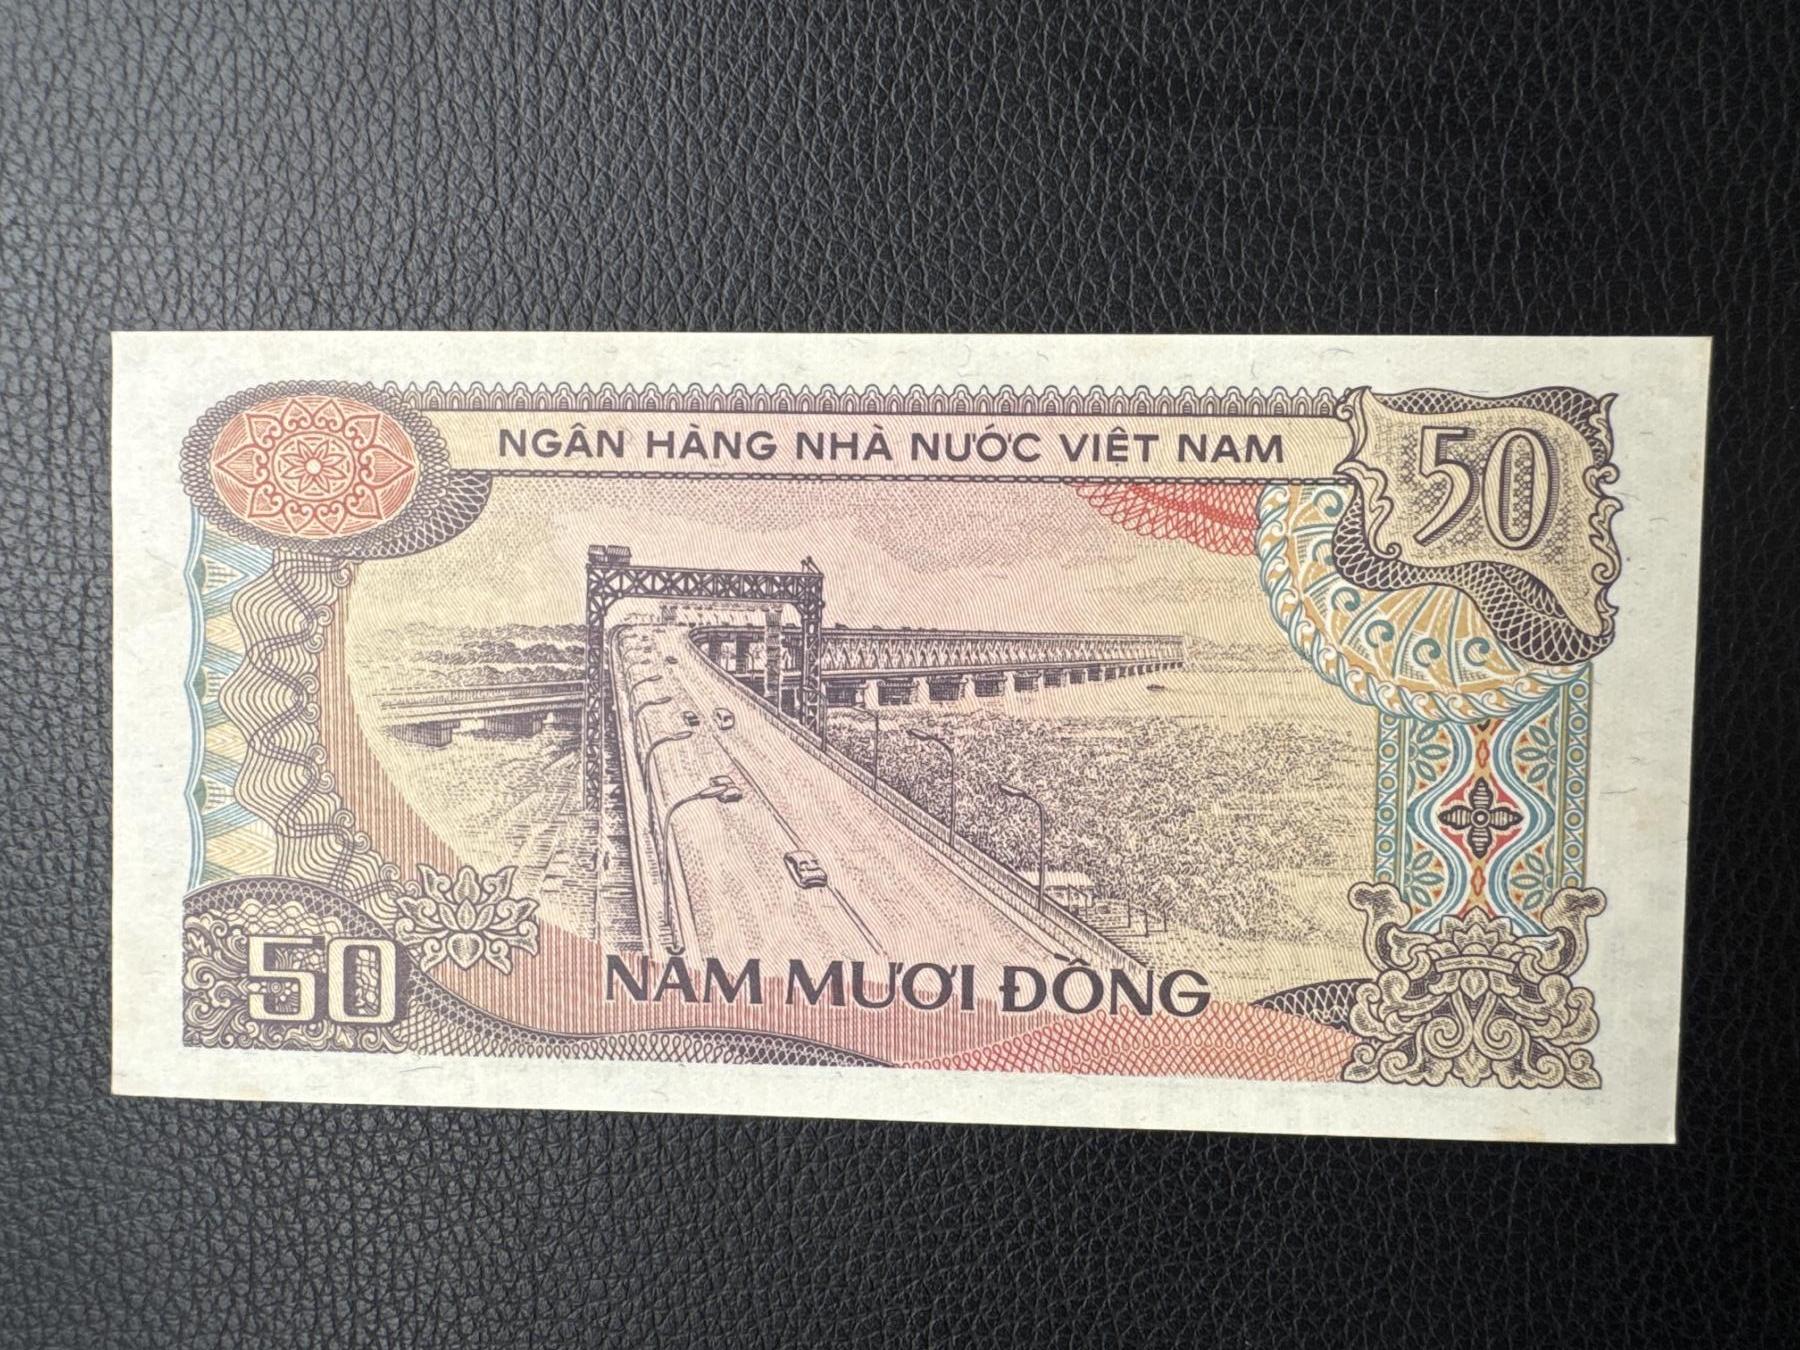 NGÂN HÀNG NHÀ NƯỚC VIỆT NAM
50
50
NĂM MƯƠI ĐỒNG